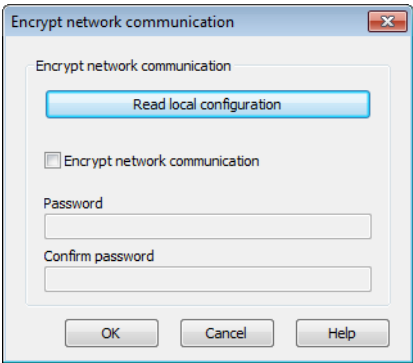 Encrypt network communication
Encrypt network communication
Read local configuration
Encrypt network communication
Password
Confirm password
OK Cancel Help